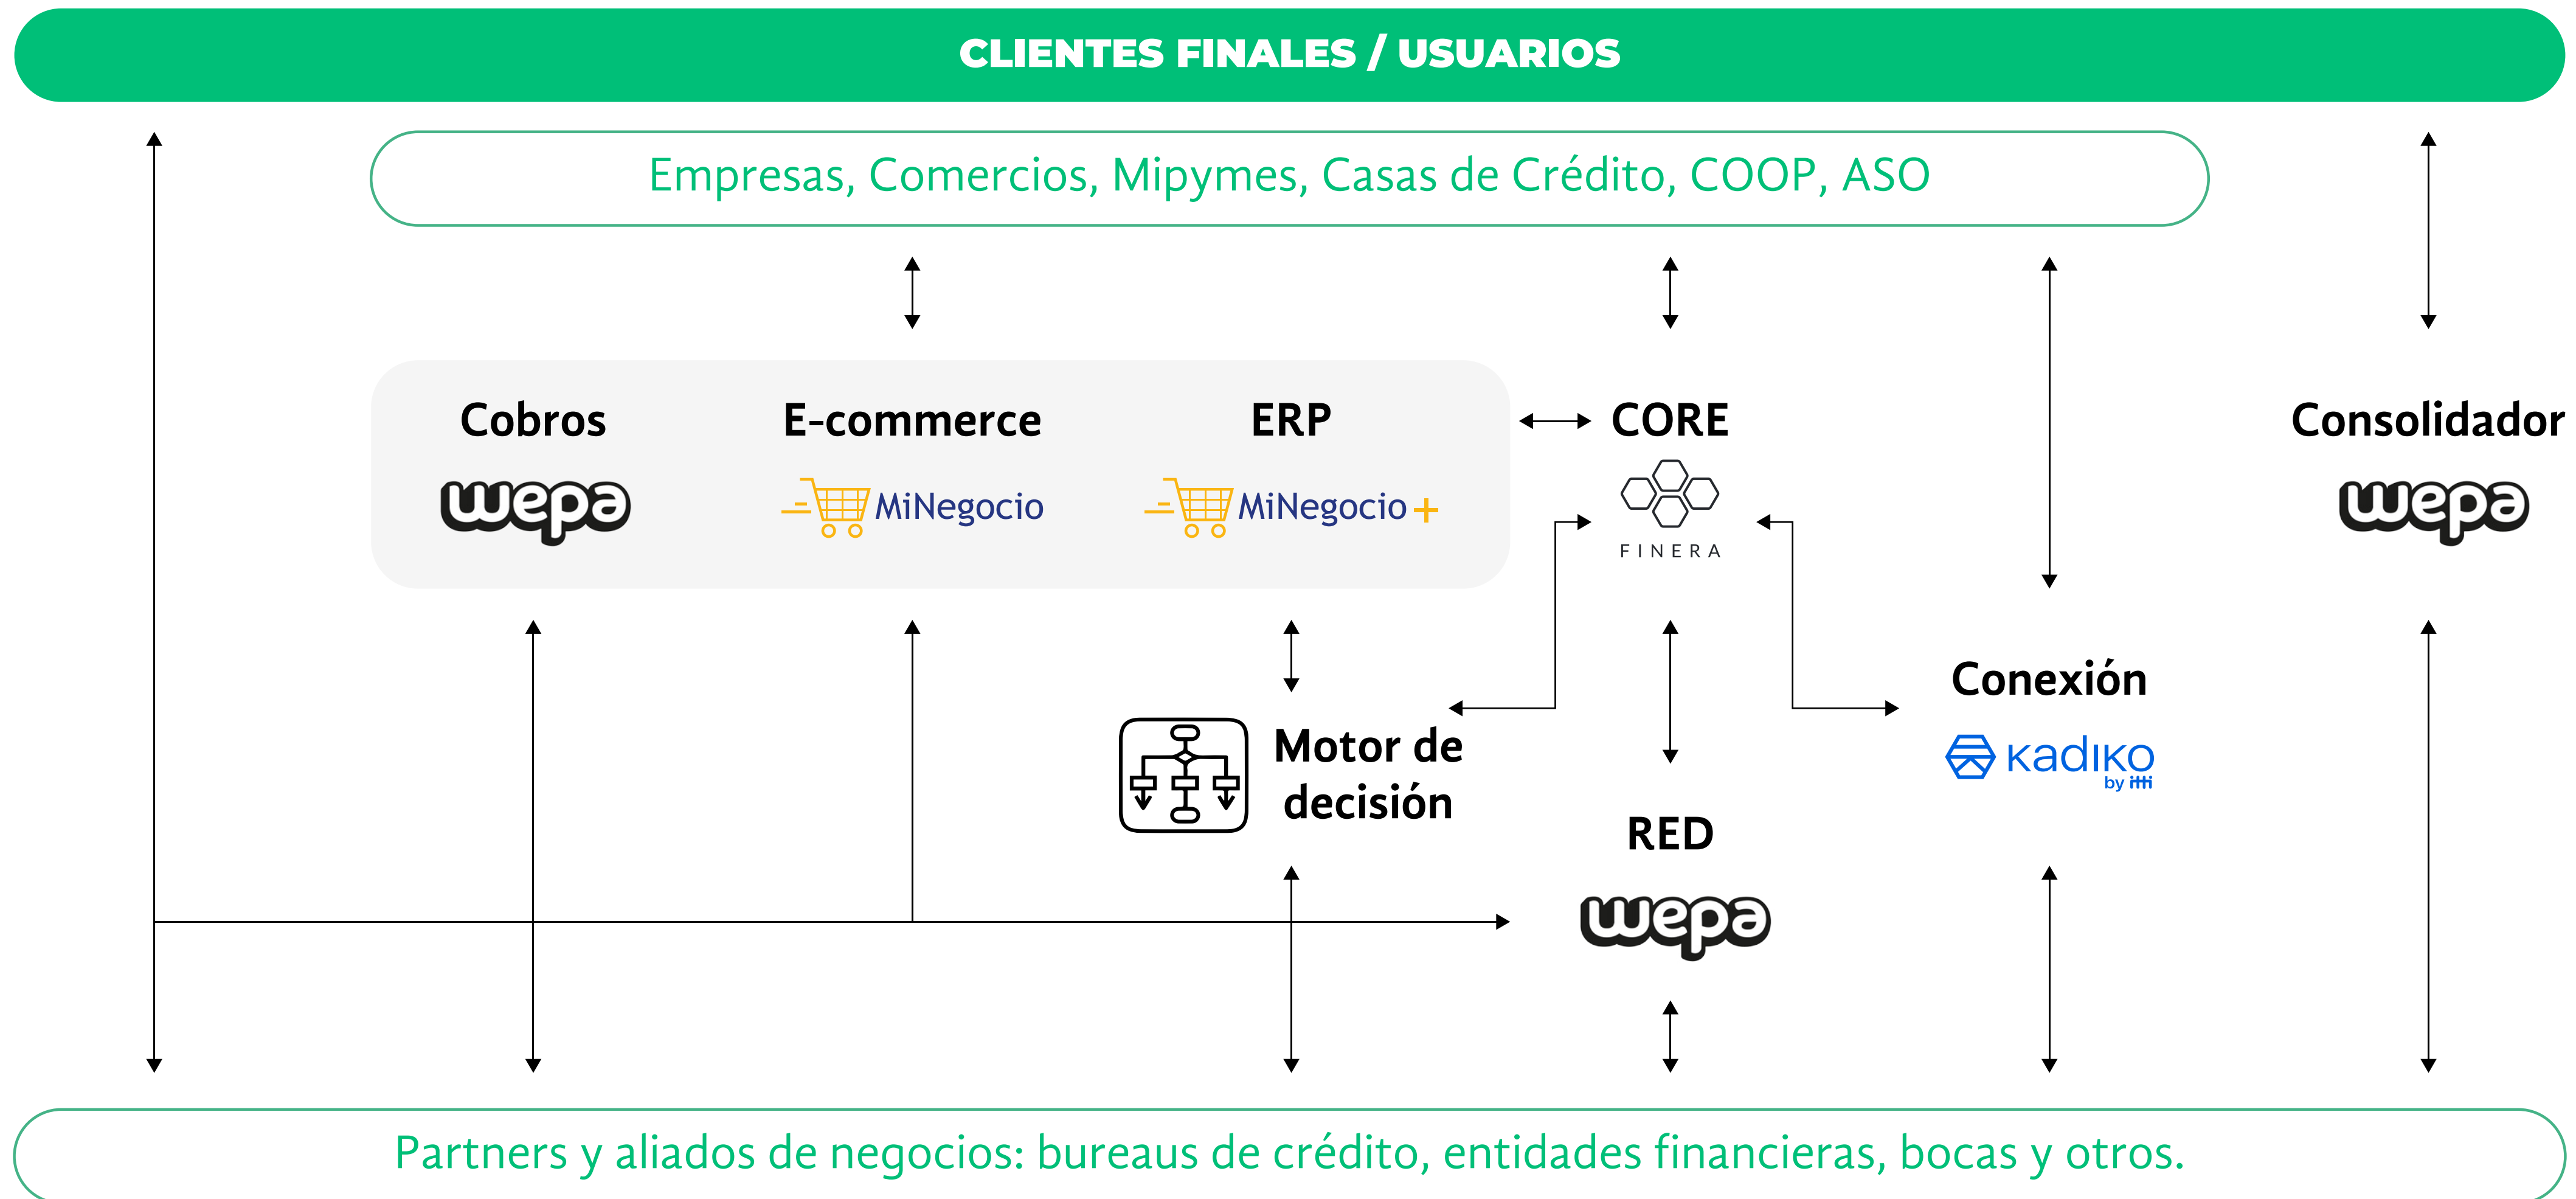 CLIENTES FINALES / USUARIOS
Empresas, Comercios, Mipymes, Casas de Crédito, COOP, ASO
Cobros
wepa
E-commerce
MiNegocio
ERP
MiNegocio +
CORE
FINERA
Consolidador
wepa
Motor de
decisión
Conexión
kadiko
by itti
RED
wepa
Partners y aliados de negocios: bureaus de crédito, entidades financieras, bocas y otros.